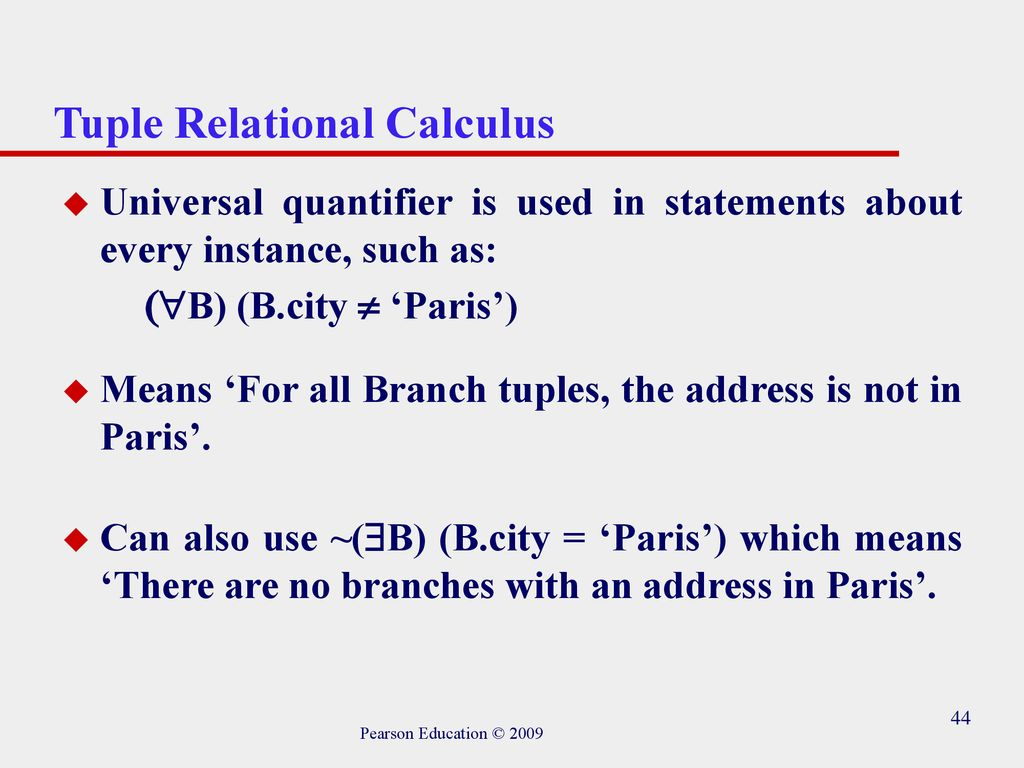 Tuple Relational Calculus
Universal quantifier is used in statements about
every instance, such as:
(∀B) (B.city ≠ ‘Paris’)
Means ‘For all Branch tuples, the address is not in
Paris’.
Can also use ~(∃B) (B.city = ‘Paris’) which means
‘There are no branches with an address in Paris’.
44
Pearson Education © 2009